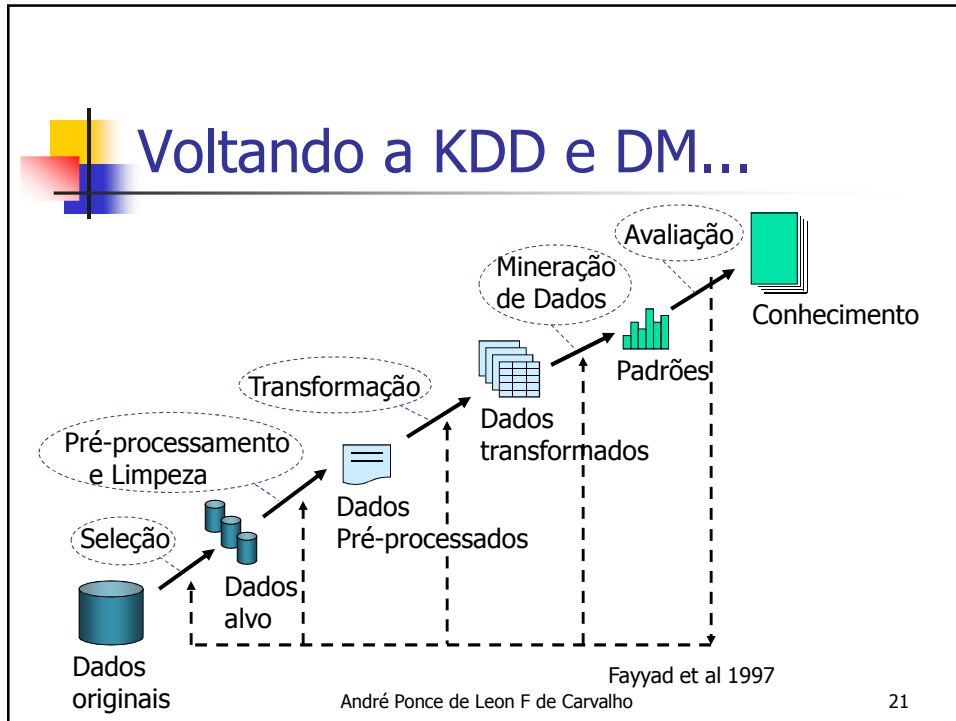 Voltando a KDD e DM...
Avaliação
Mineração
de Dados
Conhecimento
Padrões
Transformação
Dados
transformados
Pré-processamento
e Limpeza
Dados
Pré-processados
Seleção
Dados
alvo
Dados
originais
Fayyad et al 1997
André Ponce de Leon F de Carvalho
21